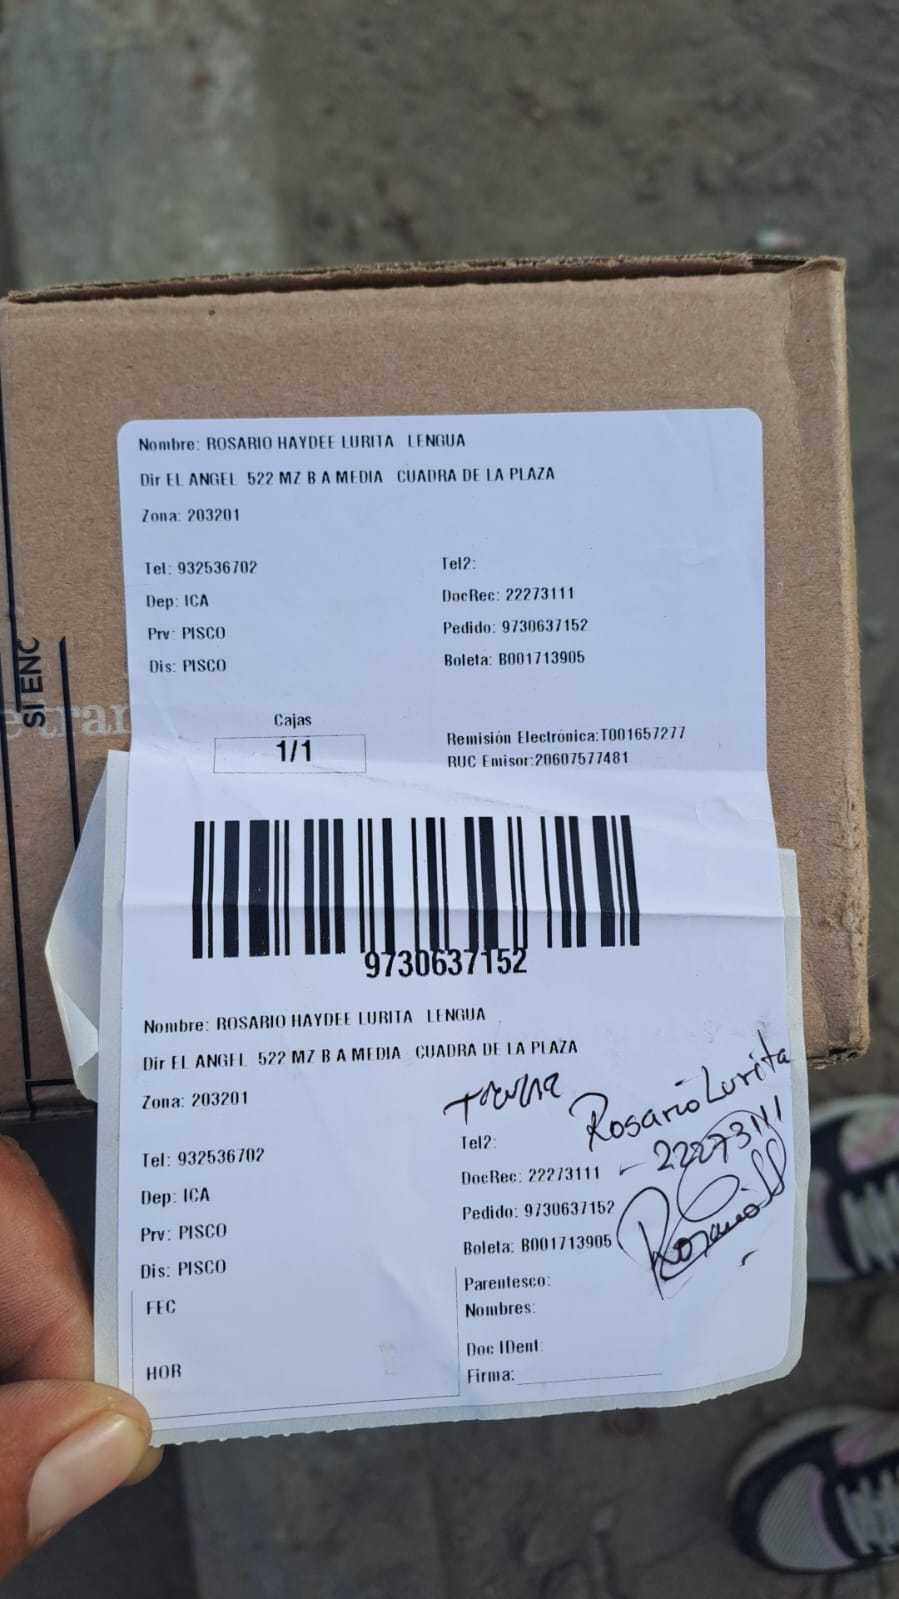 Nombre: ROSARIO HAYDEE LURITA LENGUA
Dir EL ANGEL 522 MZ B A MEDIA CUADRA DE LA PLAZA
Zona: 203201
Tel: 932536702
Tel2:
Dep: ICA
DocRec: 22273111
Prv: PISCO
Pedido: 9730637152
Dis: PISCO
Boleta: B001713905
SI ENC
e trar
Cajas
1/1
Remisión Electrónica:T001657277
RUC Emisor:20607577481
9730637152
Nombre: ROSARIO HAYDEE LURITA LENGUA
Dir EL ANGEL 522 MZ B A MEDIA CUADRA DE LA PLAZA
Zona: 203201
Rosario Lurita
22273111
Tel: 932536702
Tel2:
Dep: ICA
DocRec: 22273111
Prv: PISCO
Pedido: 9730637152
Dis: PISCO
Boleta: B001713905
FEC
Parentesco:
Nombres:
HOR
Doc IDent:
Firma: